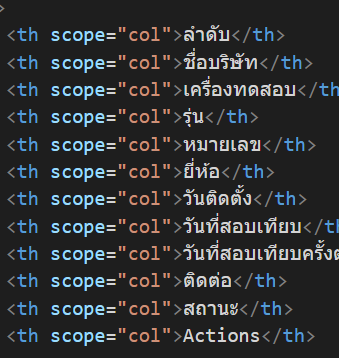 >
<th scope="col">ลำดับ</th>
<th scope="col">ชื่อบริษัท</th>
<th scope="col">เครื่องทดสอบ</th
<th scope="col">รุ่น</th>
<th scope="col">หมายเลข</th>
<th scope="col">ยี่ห้อ</th>
<th scope="col">วันติดตั้ง</th>
<th scope="col">วันที่สอบเทียบ</th
<th scope="col">วันที่สอบเทียบครั้งต
<th scope="col">ติดต่อ</th>
<th scope="col">สถานะ</th>
<th scope="col">Actions</th>